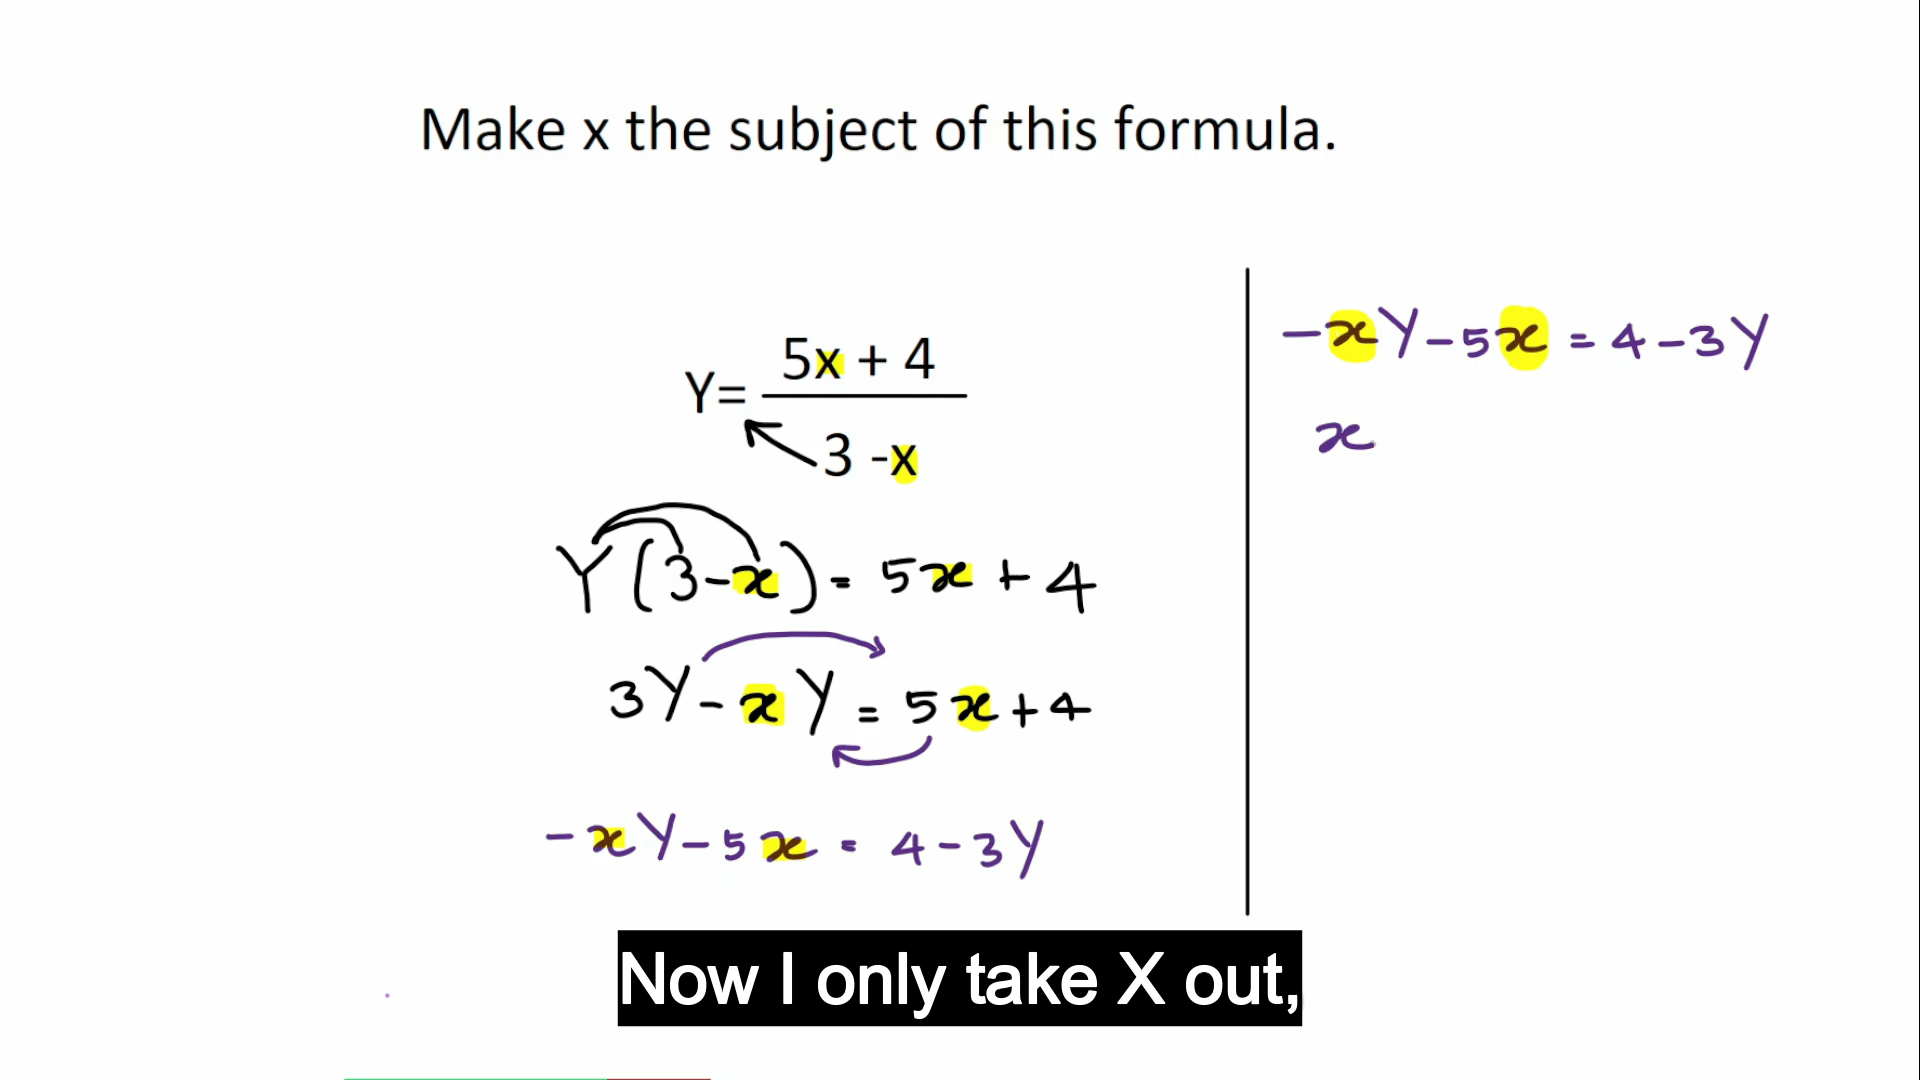 Make x the subject of this formula.
Y= 5x + 4
3 -x
Y(3-x) = 5x + 4
3Y - xY = 5x + 4
-xY - 5x = 4 - 3Y
-xY - 5x = 4 - 3Y
x
Now I only take X out,